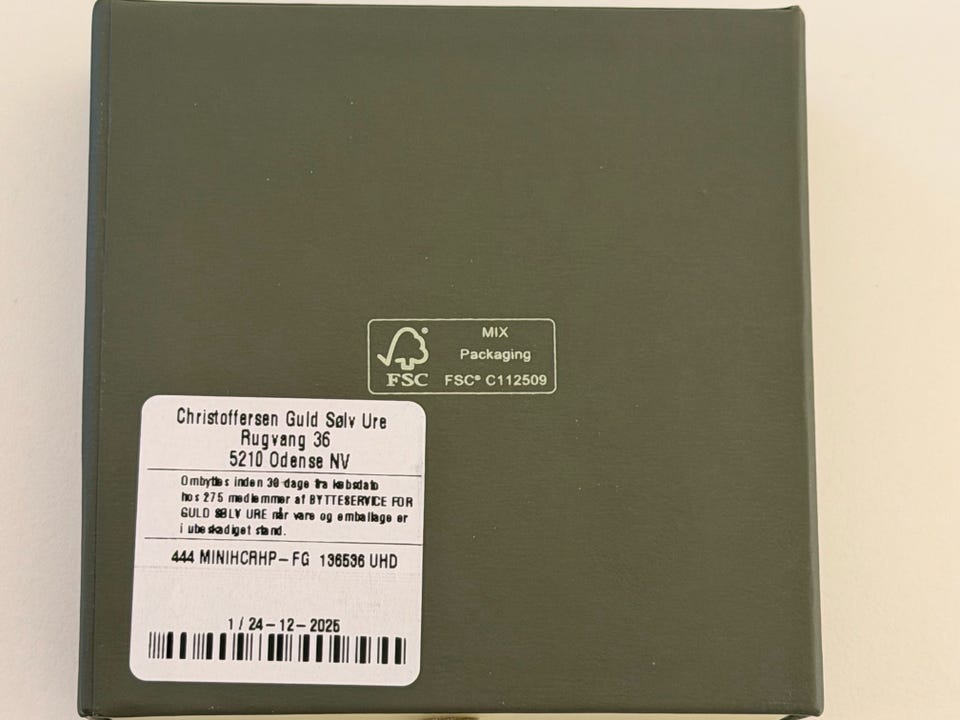 MIX
Packaging
FSC® C112509
FSC
Christoffersen Guld Sølv Ure
Rugvang 36
5210 Odense NV
Ombyttes inden 30 dage fra købsdato
hos 275 medlemmer af BYTTESERVICE FOR
GULD SØLV URE når vare og emballage er
i ubeskadiget stand.
444 MINIHCRHP-FG 136536 UHD
1 / 24-12-2025